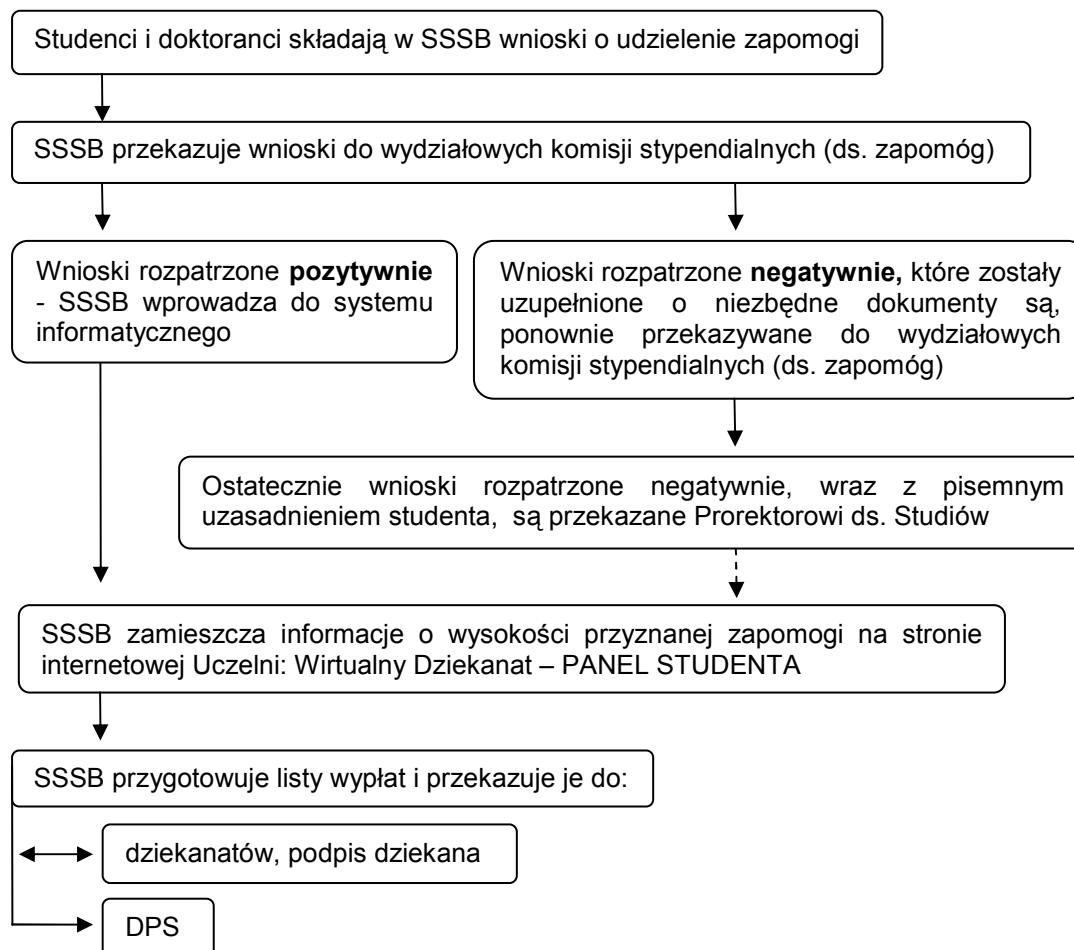 Studenci i doktoranci składają w SSSB wnioski o udzielenie zapomogi
SSSB przekazuje wnioski do wydziałowych komisji stypendialnych (ds. zapomóg)
Wnioski rozpatrzone pozytywnie
- SSSB wprowadza do systemu
informatycznego
Wnioski rozpatrzone negatywnie, które zostały
uzupełnione o niezbędne dokumenty są,
ponownie przekazywane do wydziałowych
komisji stypendialnych (ds. zapomóg)
Ostatecznie wnioski rozpatrzone negatywnie, wraz z pisemnym
uzasadnieniem studenta, są przekazane Prorektorowi ds. Studiów
SSSB zamieszcza informacje o wysokości przyznanej zapomogi na stronie
internetowej Uczelni: Wirtualny Dziekanat – PANEL STUDENTA
SSSB przygotowuje listy wypłat i przekazuje je do:
dziekanatów, podpis dziekana
DPS